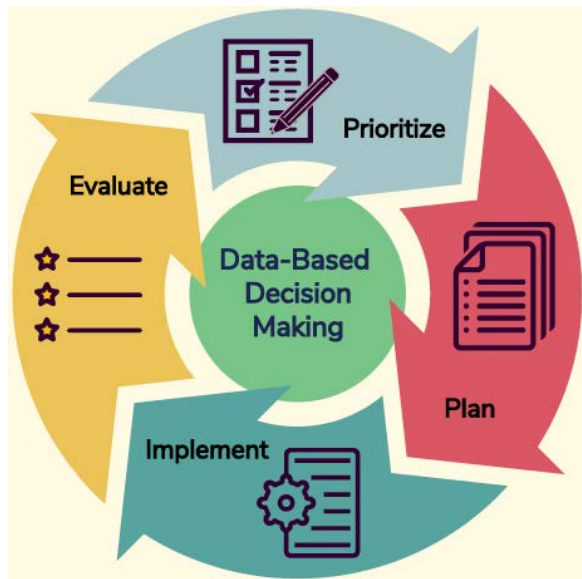 Prioritize
Evaluate
Data-Based
Decision
Making
Plan
Implement